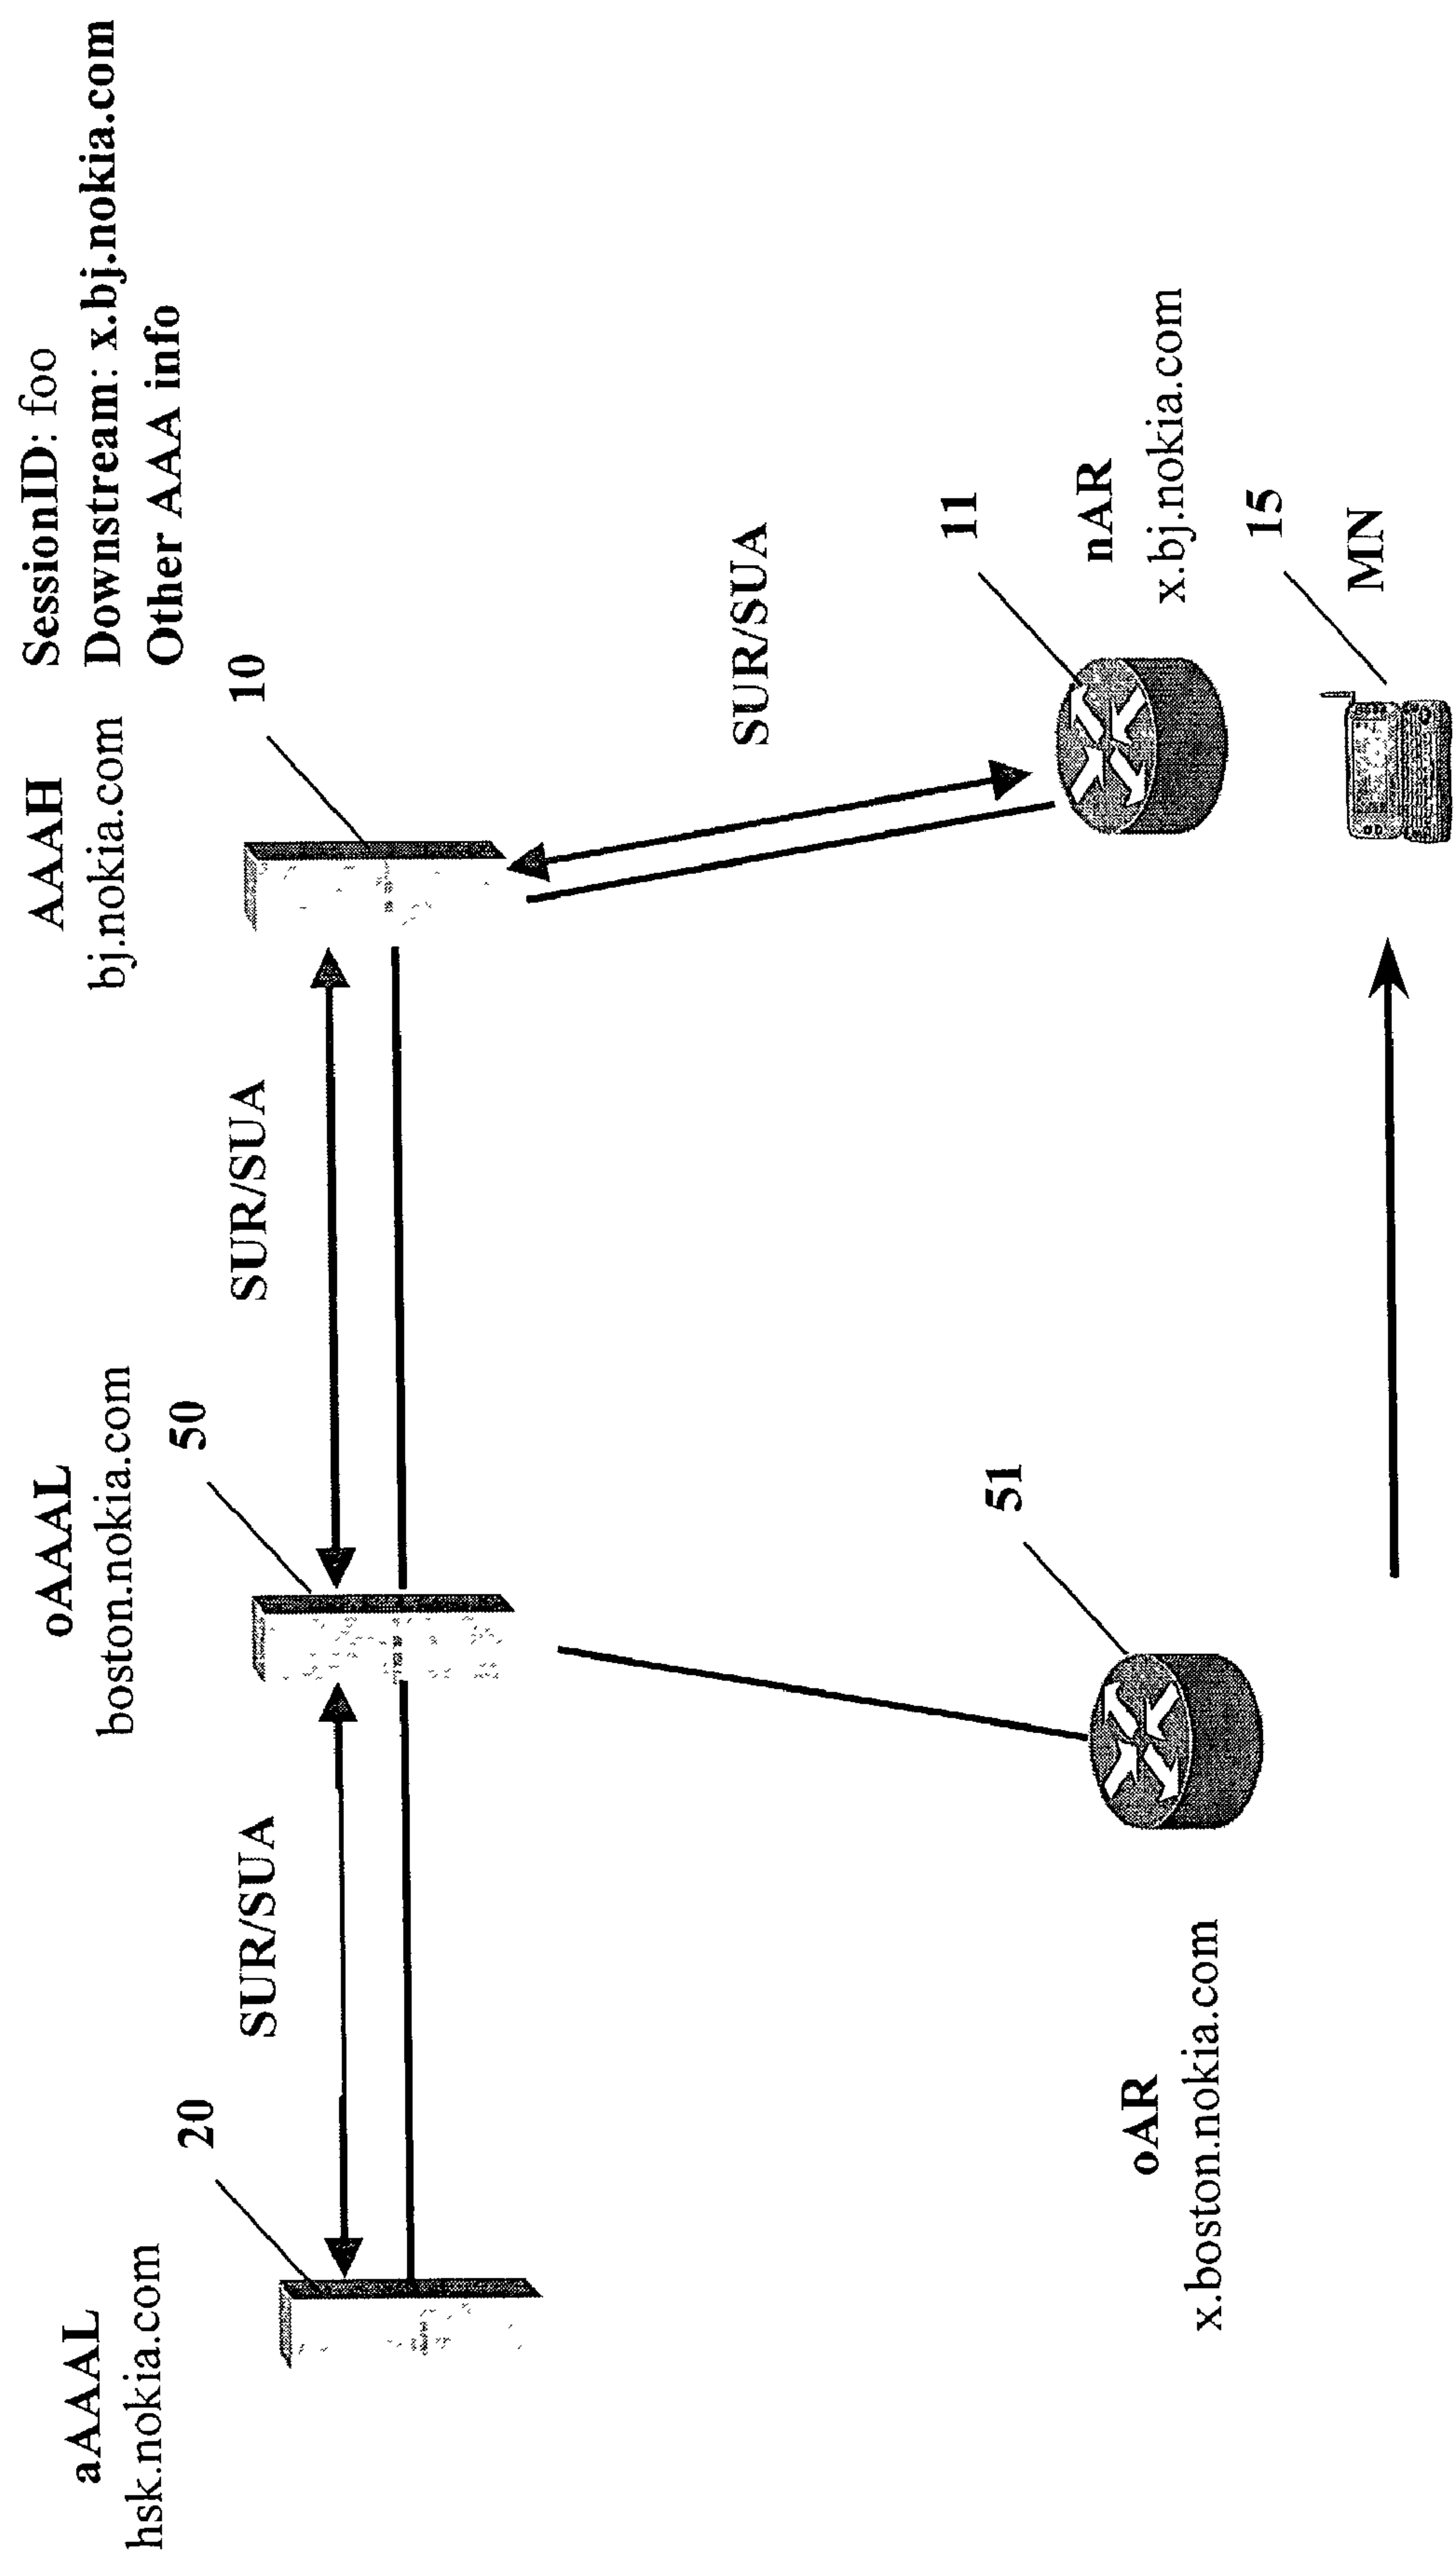 aAAAL
hsk.nokia.com
20
SUR/SUA
oAAAL
boston.nokia.com
50
SUR/SUA
AAAH
bj.nokia.com
SessionID: foo
Downstream: x.bj.nokia.com
Other AAA info
10
SUR/SUA
oAR
x.boston.nokia.com
51
11
nAR
x.bj.nokia.com
15
MN